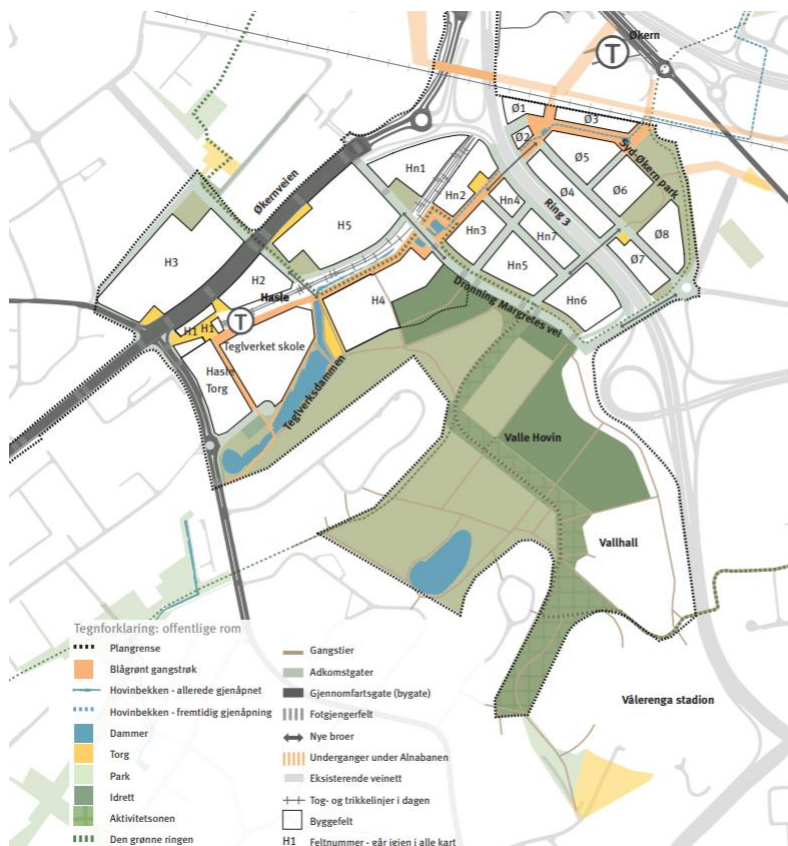 Økern
T
Ø1
Ø3
Ø2
Syd-Økern park
Ø5
Økernveien
Hn1
Hn2
Hn4
Ø4
Ø6
Ring 3
H5
Hn3
Hn7
Ø8
H3
Hn5
Ø7
H2
Dronning Margretes vei
Hn6
Hasle
H4
T
H1
H1
Teglverket skole
Hasle
Torg
Teglverksdammen
Valle Hovin
Vallhall
Vålerenga stadion
Tegnforklaring: offentlige rom
Plangrense
Blågrønt gangstrøk
Hovinbekken - allerede gjenåpnet
Hovinbekken - fremtidig gjenåpning
Dammer
Torg
Park
Idrett
Aktivitetsonen
Den grønne ringen
Gangstier
Adkomstgater
Gjennomfartsgate (bygate)
Fotgjengerfelt
Nye broer
Underganger under Alnabanen
Eksisterende veinett
Tog- og trikkelinjer i dagen
Byggefelt
H1 Feltnummer - går igjen i alle kart